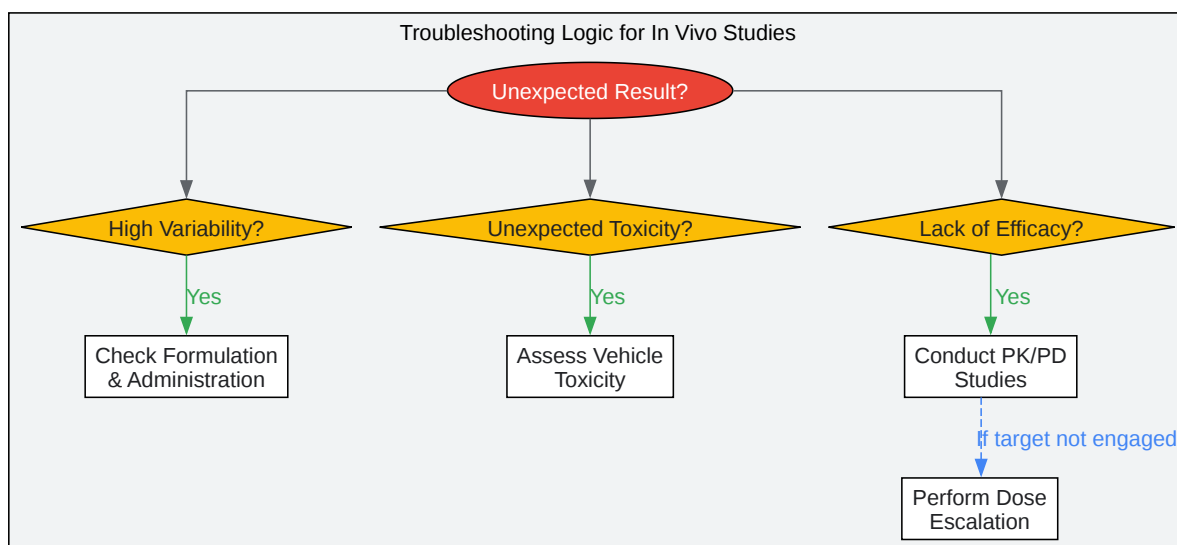 Troubleshooting Logic for In Vivo Studies
Unexpected Result?
High Variability?
Unexpected Toxicity?
Lack of Efficacy?
Yes
Yes
Yes
Check Formulation
& Administration
Assess Vehicle
Toxicity
Conduct PK/PD
Studies
If target not engaged
Perform Dose
Escalation